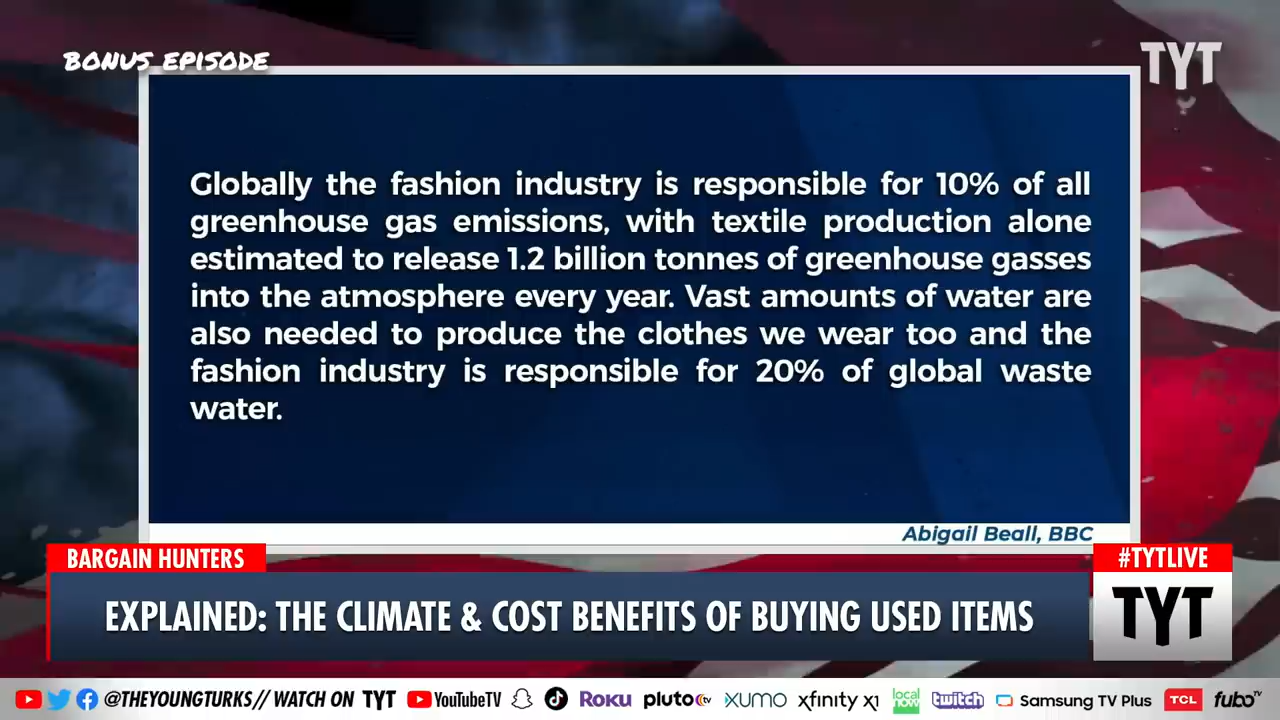 BONUS EPISODE
TYT
Globally the fashion industry is responsible for 10% of all
greenhouse gas emissions, with textile production alone
estimated to release 1.2 billion tonnes of greenhouse gasses
into the atmosphere every year. Vast amounts of water are
also needed to produce the clothes we wear too and the
fashion industry is responsible for 20% of global waste
water.
Abigail Beall, BBC
BARGAIN HUNTERS
#TYTLIVE
EXPLAINED: THE CLIMATE & COST BENEFITS OF BUYING USED ITEMS
TYT
@THEYOUNGTURKS// WATCH ON TYT YouTubeTV ROKU pluto tv XUMO xfinity x1 local now twitch Samsung TV Plus TCL fubo TV